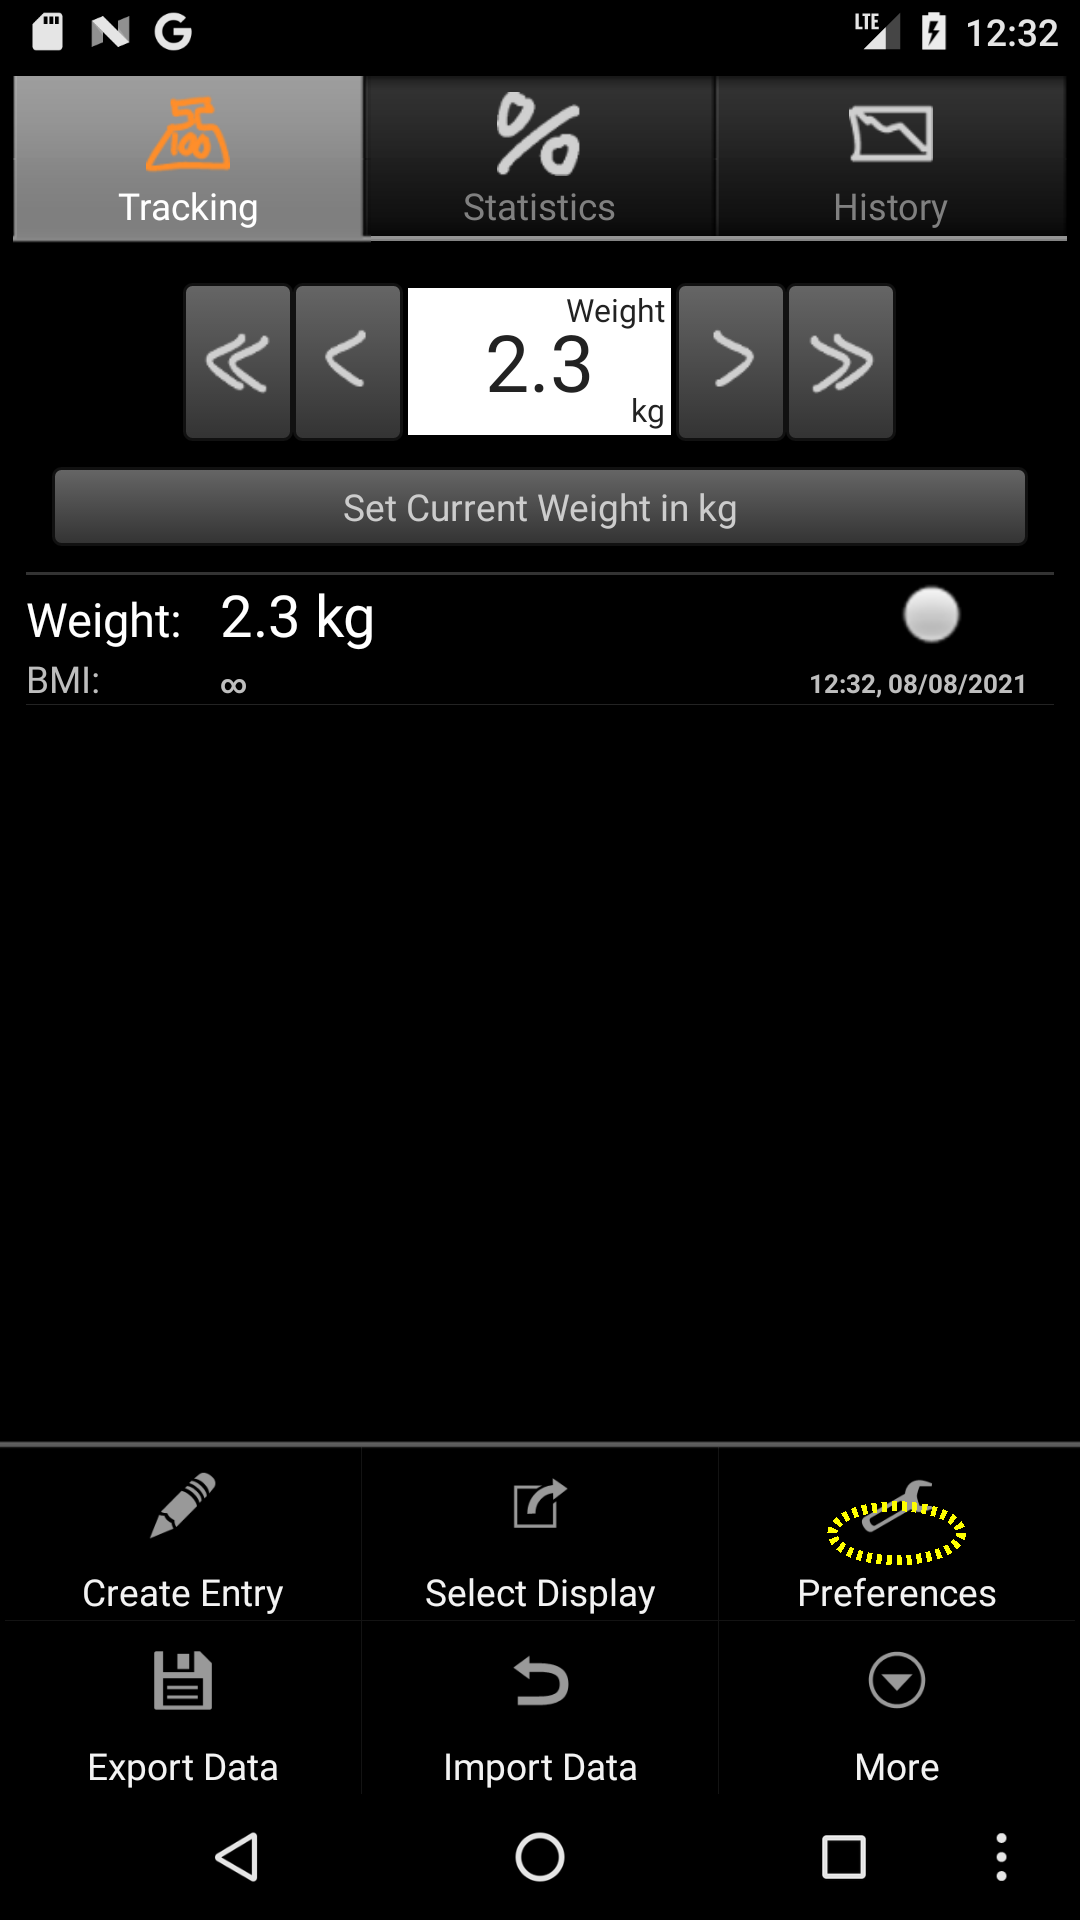 LTE 12:32
100
Tracking
Statistics
History
Weight
2.3
kg
Set Current Weight in kg
Weight: 2.3 kg
BMI: ∞
12:32, 08/08/2021
Create Entry
Select Display
Preferences
Export Data
Import Data
More